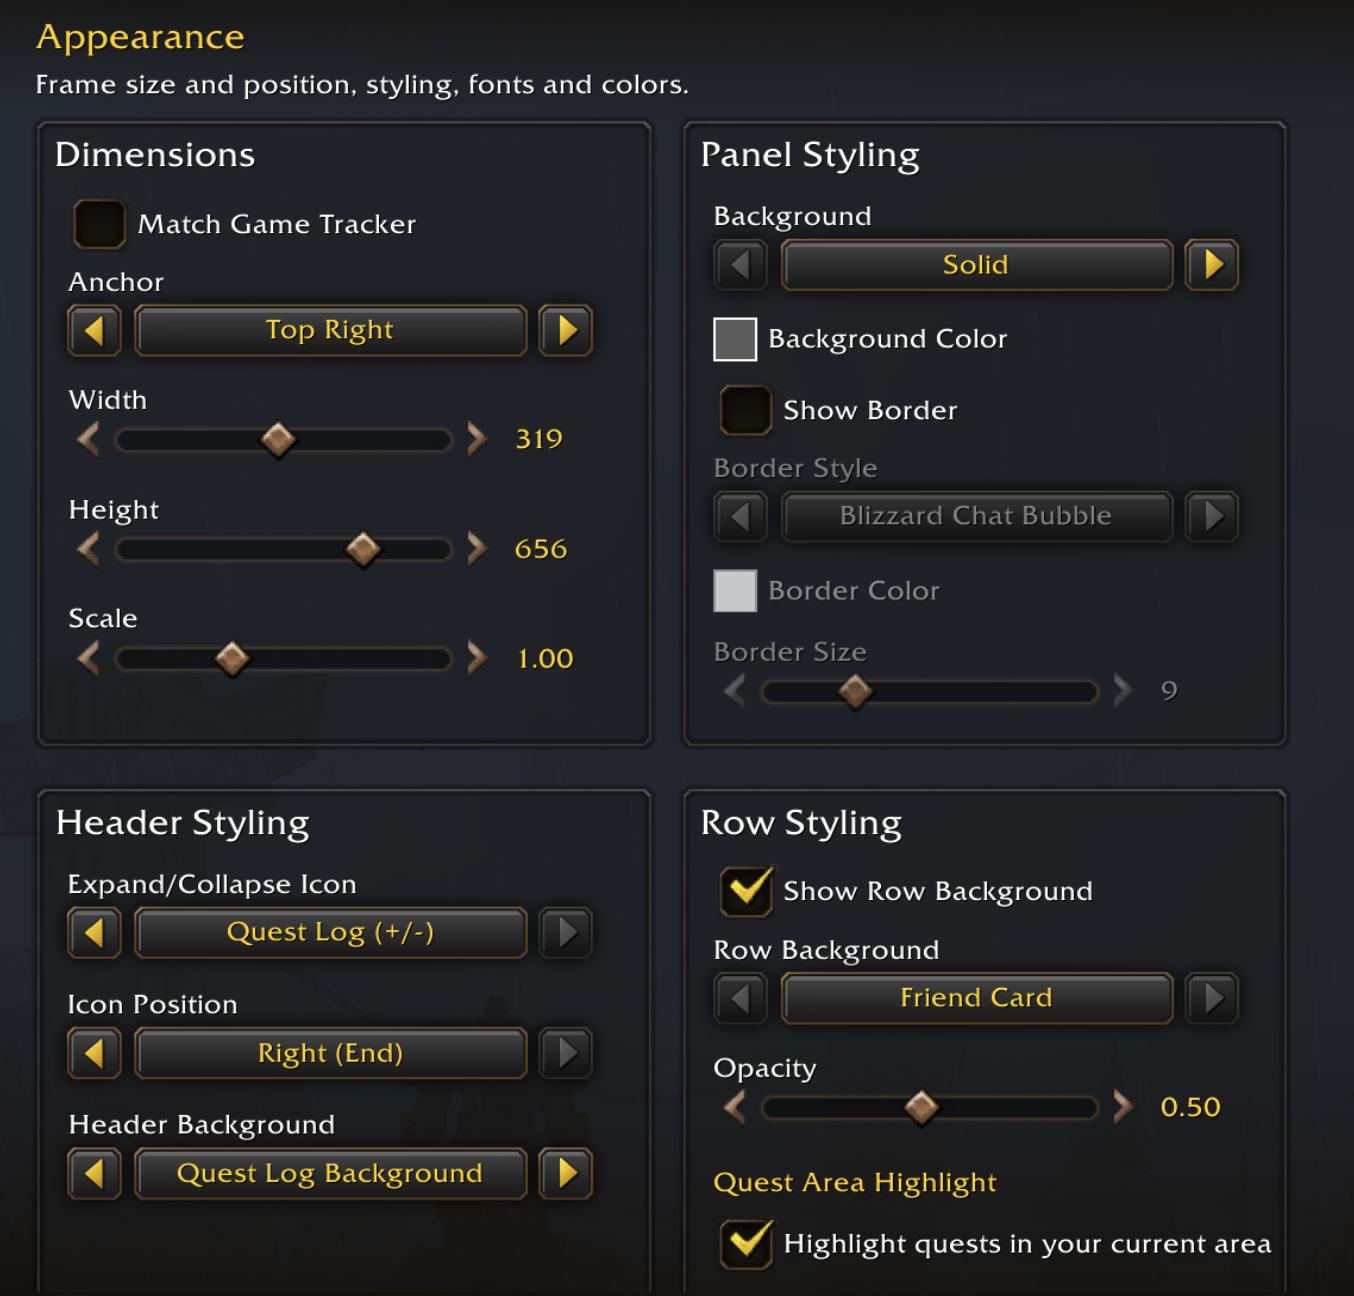 Appearance
Frame size and position, styling, fonts and colors.
Dimensions
Match Game Tracker
Anchor
Top Right
Width
319
Height
656
Scale
1.00
Panel Styling
Background
Solid
Background Color
Show Border
Border Style
Blizzard Chat Bubble
Border Color
Border Size
9
Header Styling
Expand/Collapse Icon
Quest Log (+/-)
Icon Position
Right (End)
Header Background
Quest Log Background
Row Styling
Show Row Background
Row Background
Friend Card
Opacity
0.50
Quest Area Highlight
Highlight quests in your current area